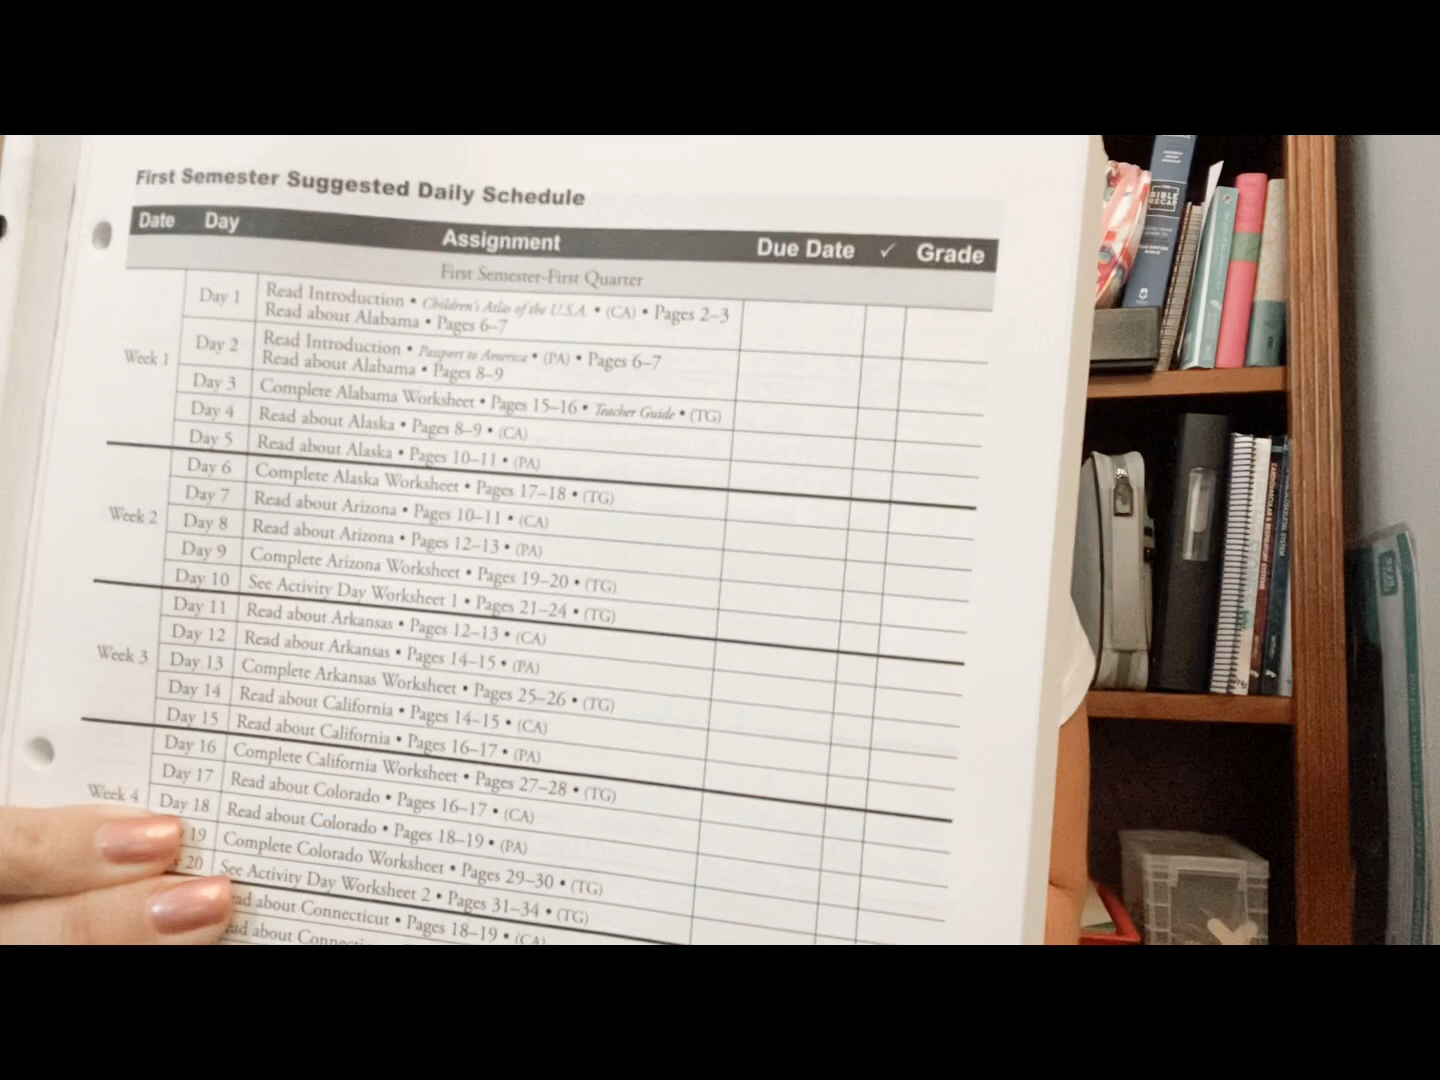 First Semester Suggested Daily Schedule
Date Day Assignment Due Date ✓ Grade
First Semester-First Quarter
Week 1
Day 1 Read Introduction • Children's Atlas of the U.S.A. • (CA) • Pages 2–3
Read about Alabama • Pages 6–7
Day 2 Read Introduction • Passport to America • (PA) • Pages 6–7
Read about Alabama • Pages 8–9
Day 3 Complete Alabama Worksheet • Pages 15–16 • Teacher Guide • (TG)
Day 4 Read about Alaska • Pages 8–9 • (CA)
Day 5 Read about Alaska • Pages 10–11 • (PA)
Week 2
Day 6 Complete Alaska Worksheet • Pages 17–18 • (TG)
Day 7 Read about Arizona • Pages 10–11 • (CA)
Day 8 Read about Arizona • Pages 12–13 • (PA)
Day 9 Complete Arizona Worksheet • Pages 19–20 • (TG)
Day 10 See Activity Day Worksheet 1 • Pages 21–24 • (TG)
Week 3
Day 11 Read about Arkansas • Pages 12–13 • (CA)
Day 12 Read about Arkansas • Pages 14–15 • (PA)
Day 13 Complete Arkansas Worksheet • Pages 25–26 • (TG)
Day 14 Read about California • Pages 14–15 • (CA)
Day 15 Read about California • Pages 16–17 • (PA)
Week 4
Day 16 Complete California Worksheet • Pages 27–28 • (TG)
Day 17 Read about Colorado • Pages 16–17 • (CA)
Day 18 Read about Colorado • Pages 18–19 • (PA)
19 Complete Colorado Worksheet • Pages 29–30 • (TG)
20 See Activity Day Worksheet 2 • Pages 31–34 • (TG)
ead about Connecticut • Pages 18–19 • (CA)
ead about
THE BIBLE RECAP